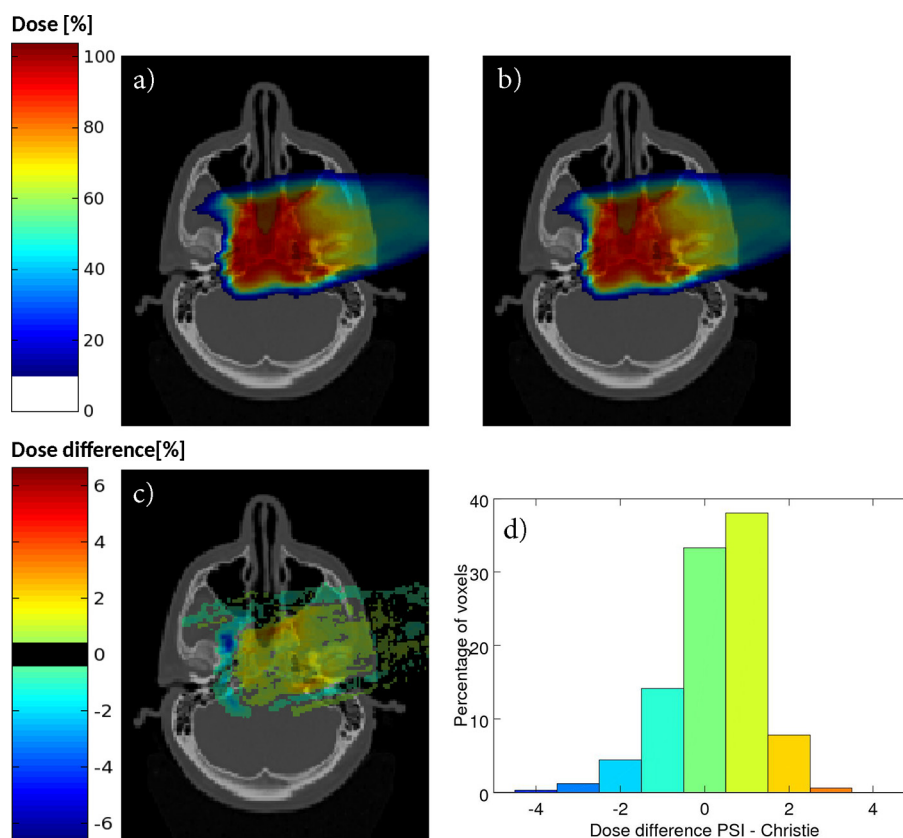 Dose [%]
100
80
60
40
20
0
a)
b)
Dose difference[%]
6
4
2
0
-2
-4
-6
c)
d)
Percentage of voxels
40
30
20
10
0
-4 -2 0 2 4
Dose difference PSI - Christie